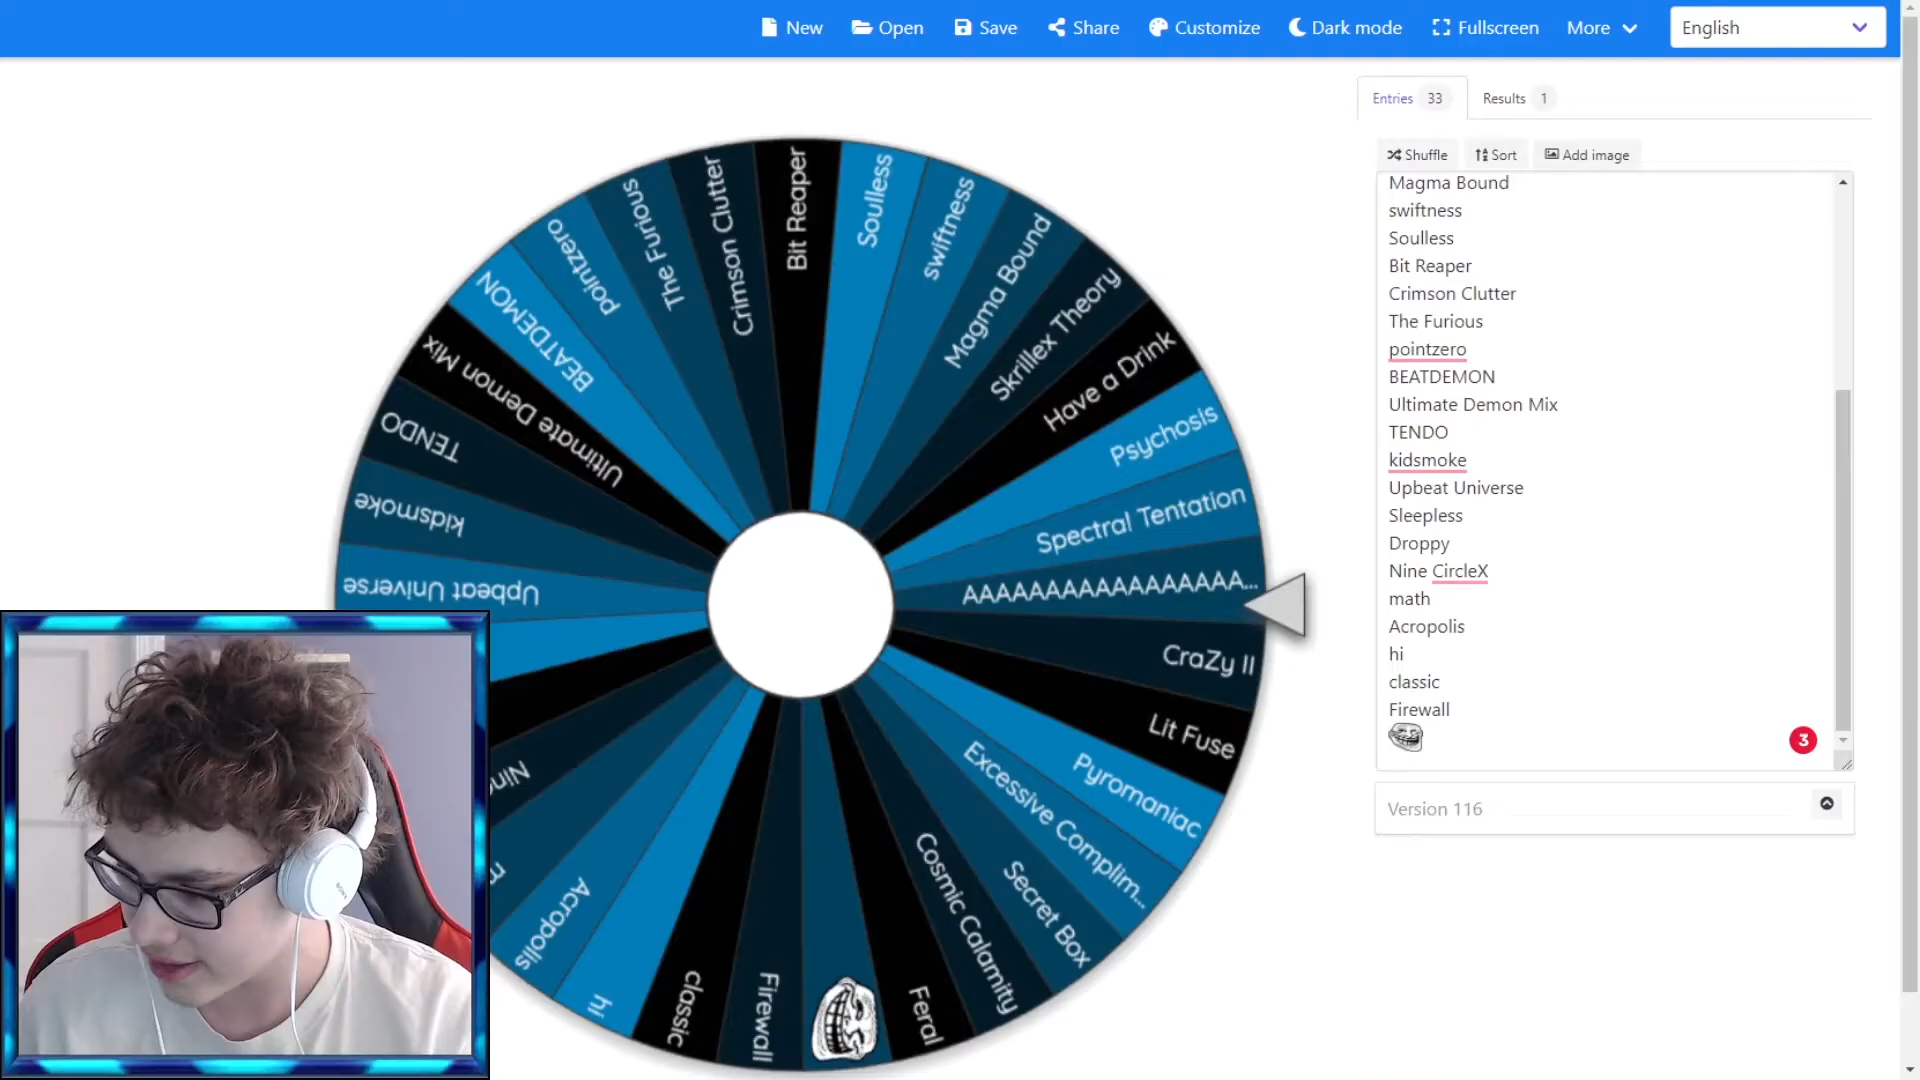 New
Open
Save
Share
Customize
Dark mode
Fullscreen
More
English
Entries 33
Results 1
Shuffle
Sort
Add image
Magma Bound
swiftness
Soulless
Bit Reaper
Crimson Clutter
The Furious
pointzero
BEATDEMON
Ultimate Demon Mix
TENDO
kidsmoke
Upbeat Universe
Sleepless
Droppy
Nine CircleX
math
Acropolis
hi
classic
Firewall
3
Version 116
Bit Reaper
Soulless
swiftness
Magma Bound
Skrillex Theory
Have a Drink
Psychosis
Spectral Tentation
AAAAAAAAAAAAAAAAA...
CraZy II
Lit Fuse
Pyromaniac
Excessive Complim...
Secret Box
Cosmic Calamity
Feral
Firewall
classic
hi
Acropolis
Upbeat Universe
kidsmoke
TENDO
Ultimate Demon Mix
BEATDEMON
pointzero
The Furious
Crimson Clutter
SONY